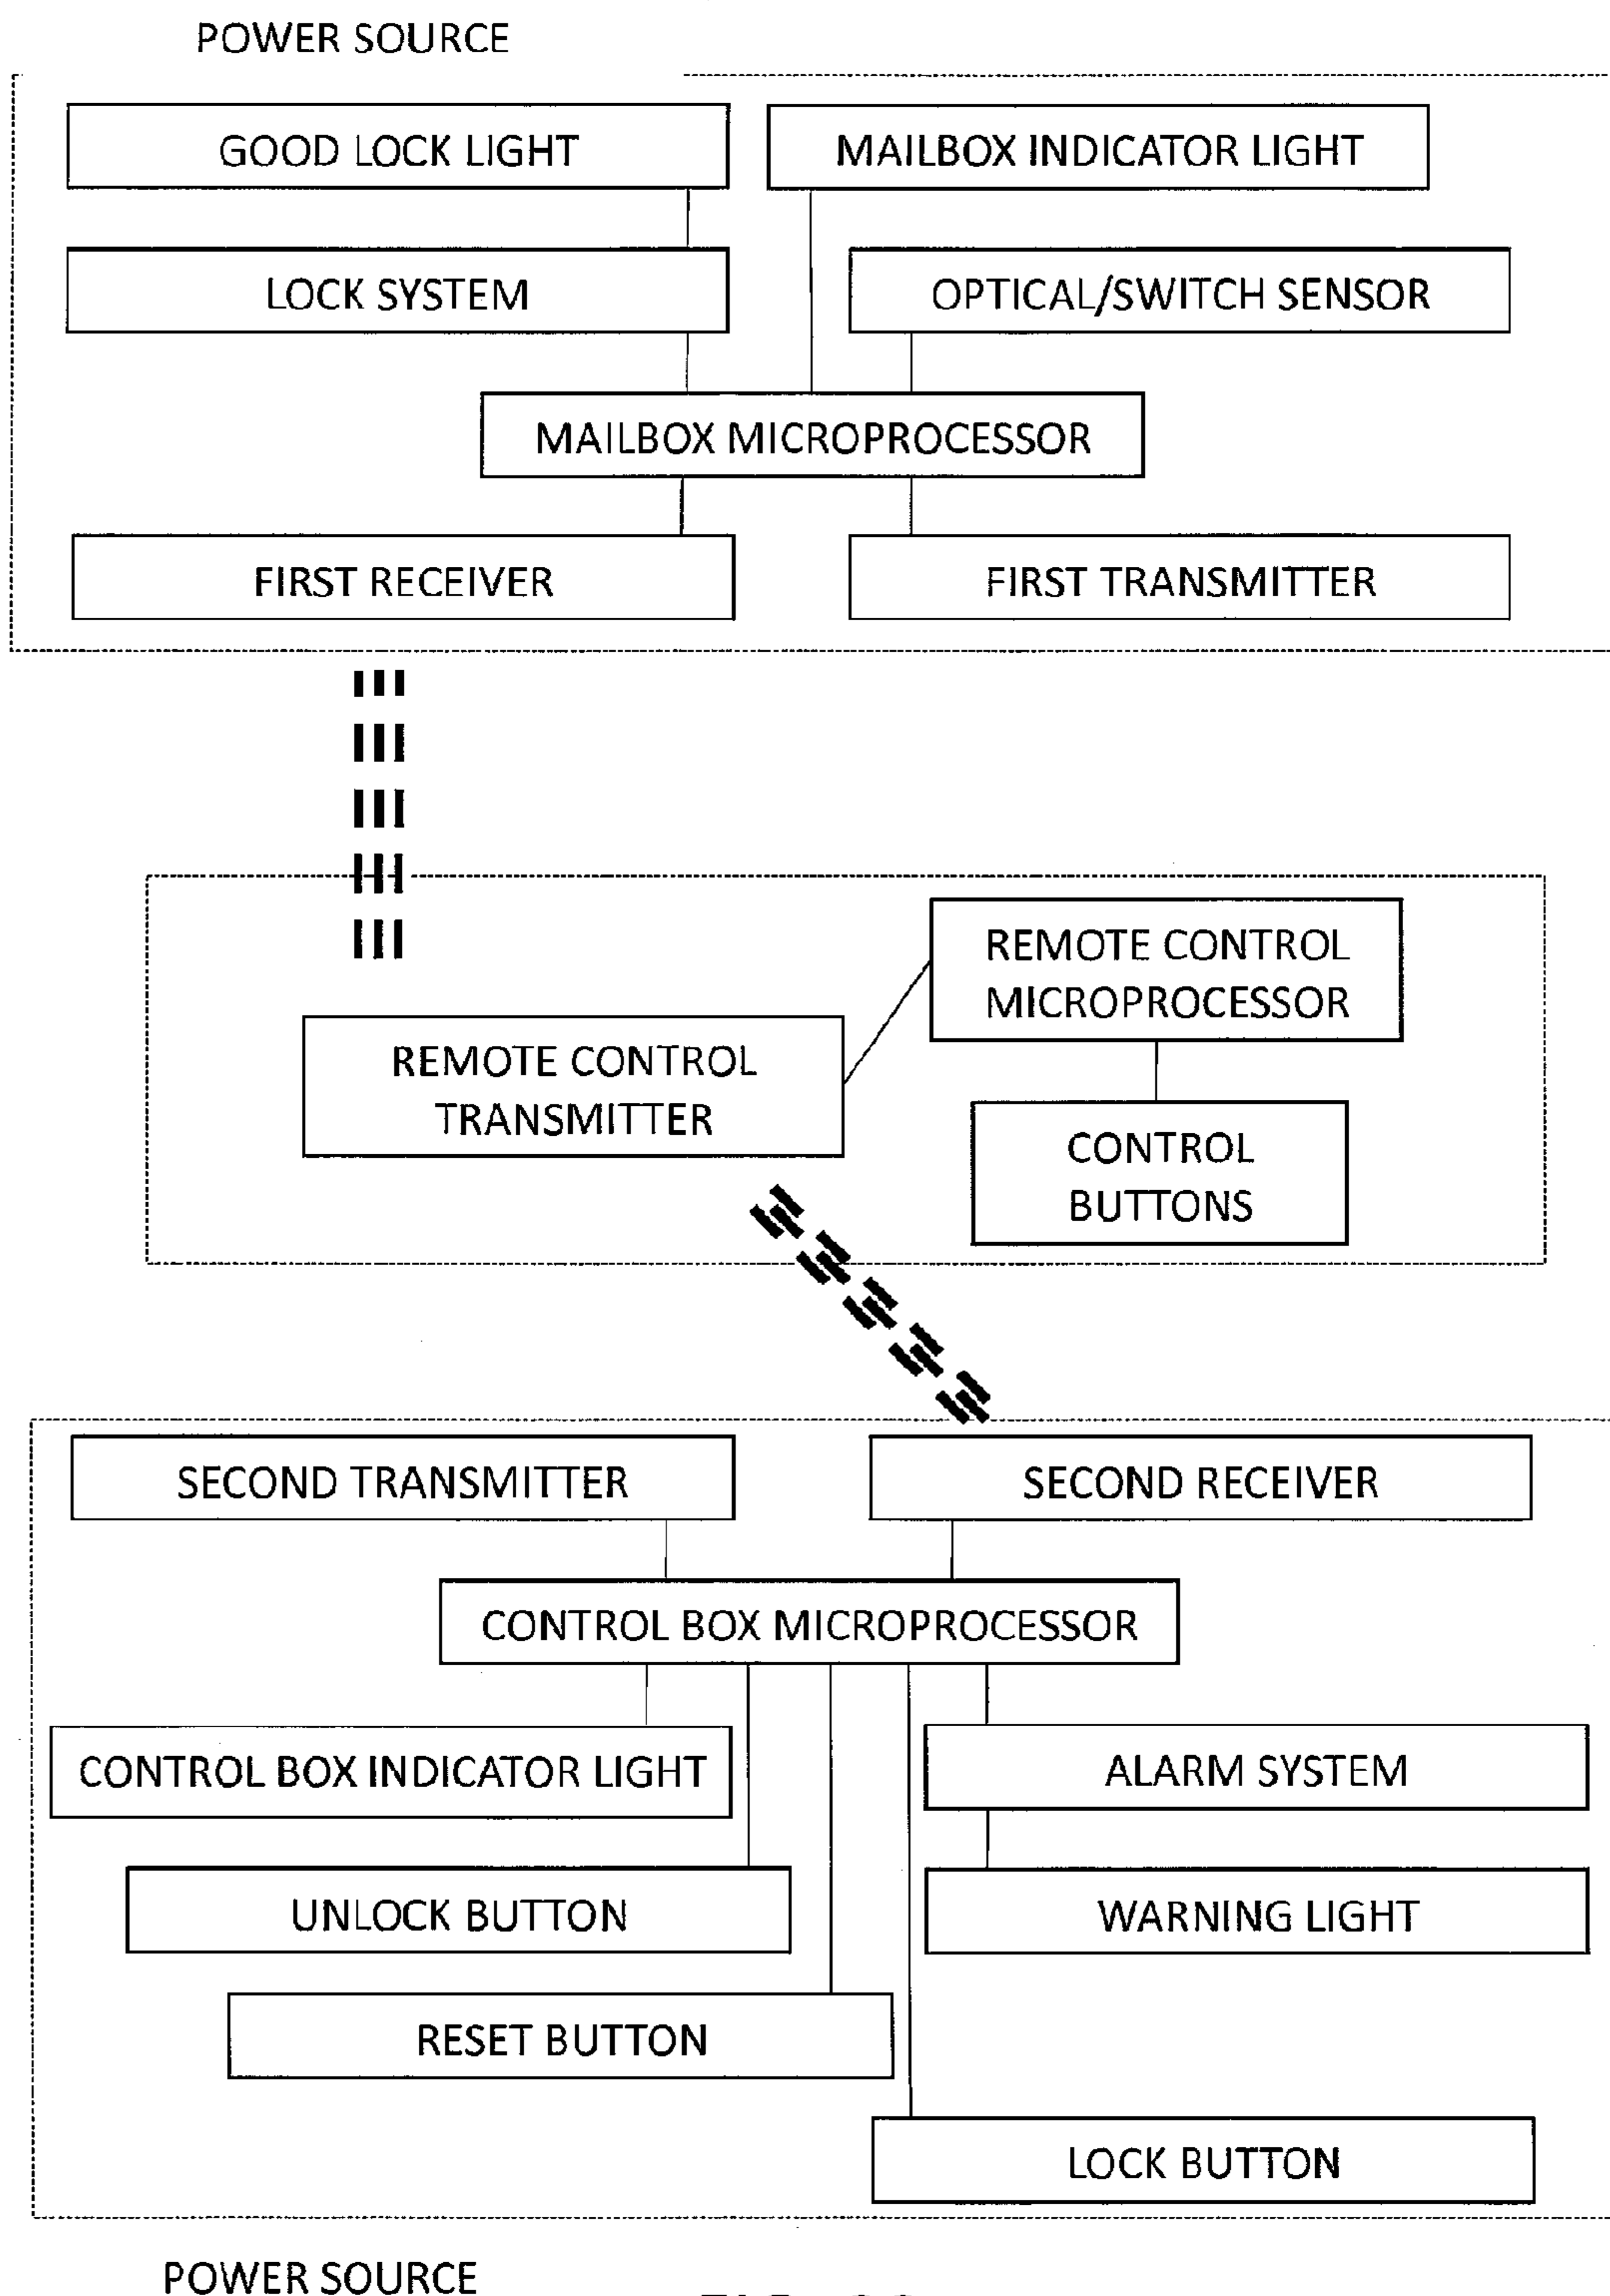 POWER SOURCE
GOOD LOCK LIGHT
MAILBOX INDICATOR LIGHT
LOCK SYSTEM
OPTICAL/SWITCH SENSOR
MAILBOX MICROPROCESSOR
FIRST RECEIVER
FIRST TRANSMITTER
REMOTE CONTROL
MICROPROCESSOR
REMOTE CONTROL
TRANSMITTER
CONTROL
BUTTONS
SECOND TRANSMITTER
SECOND RECEIVER
CONTROL BOX MICROPROCESSOR
CONTROL BOX INDICATOR LIGHT
ALARM SYSTEM
UNLOCK BUTTON
WARNING LIGHT
RESET BUTTON
LOCK BUTTON
POWER SOURCE